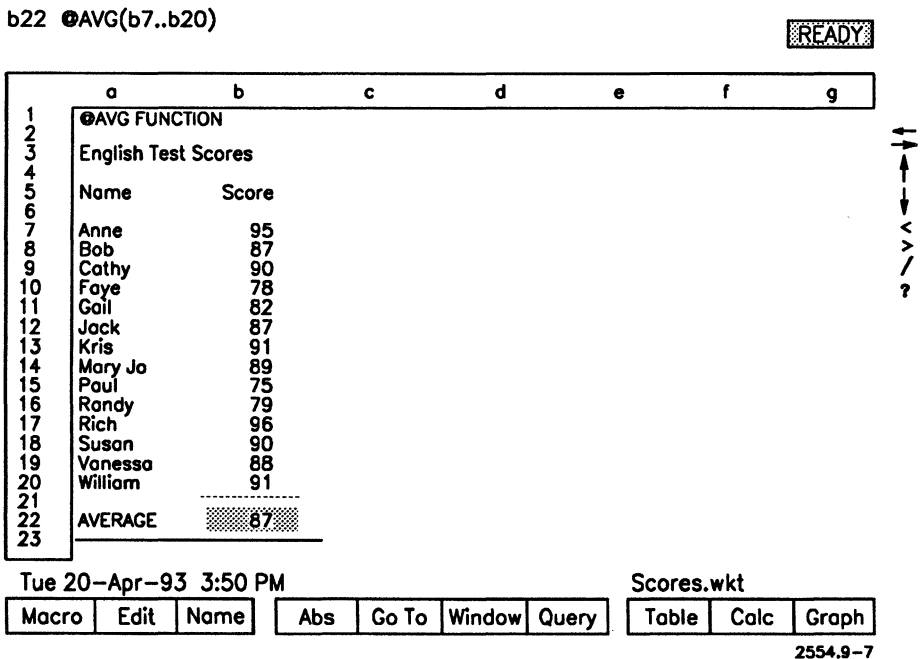 b22 @AVG(b7..b20)
READY
a b c d e f g
1 @AVG FUNCTION
2
3 English Test Scores
4
5 Name Score
6
7 Anne 95
8 Bob 87
9 Cathy 90
10 Faye 78
11 Gail 82
12 Jack 87
13 Kris 91
14 Mary Jo 89
15 Paul 75
16 Randy 79
17 Rich 96
18 Susan 90
19 Vanessa 88
20 William 91
21
22 AVERAGE 87
23
< 
>
/
?
Tue 20-Apr-93 3:50 PM Scores.wkt
Macro Edit Name Abs Go To Window Query Table Calc Graph
2554.9-7